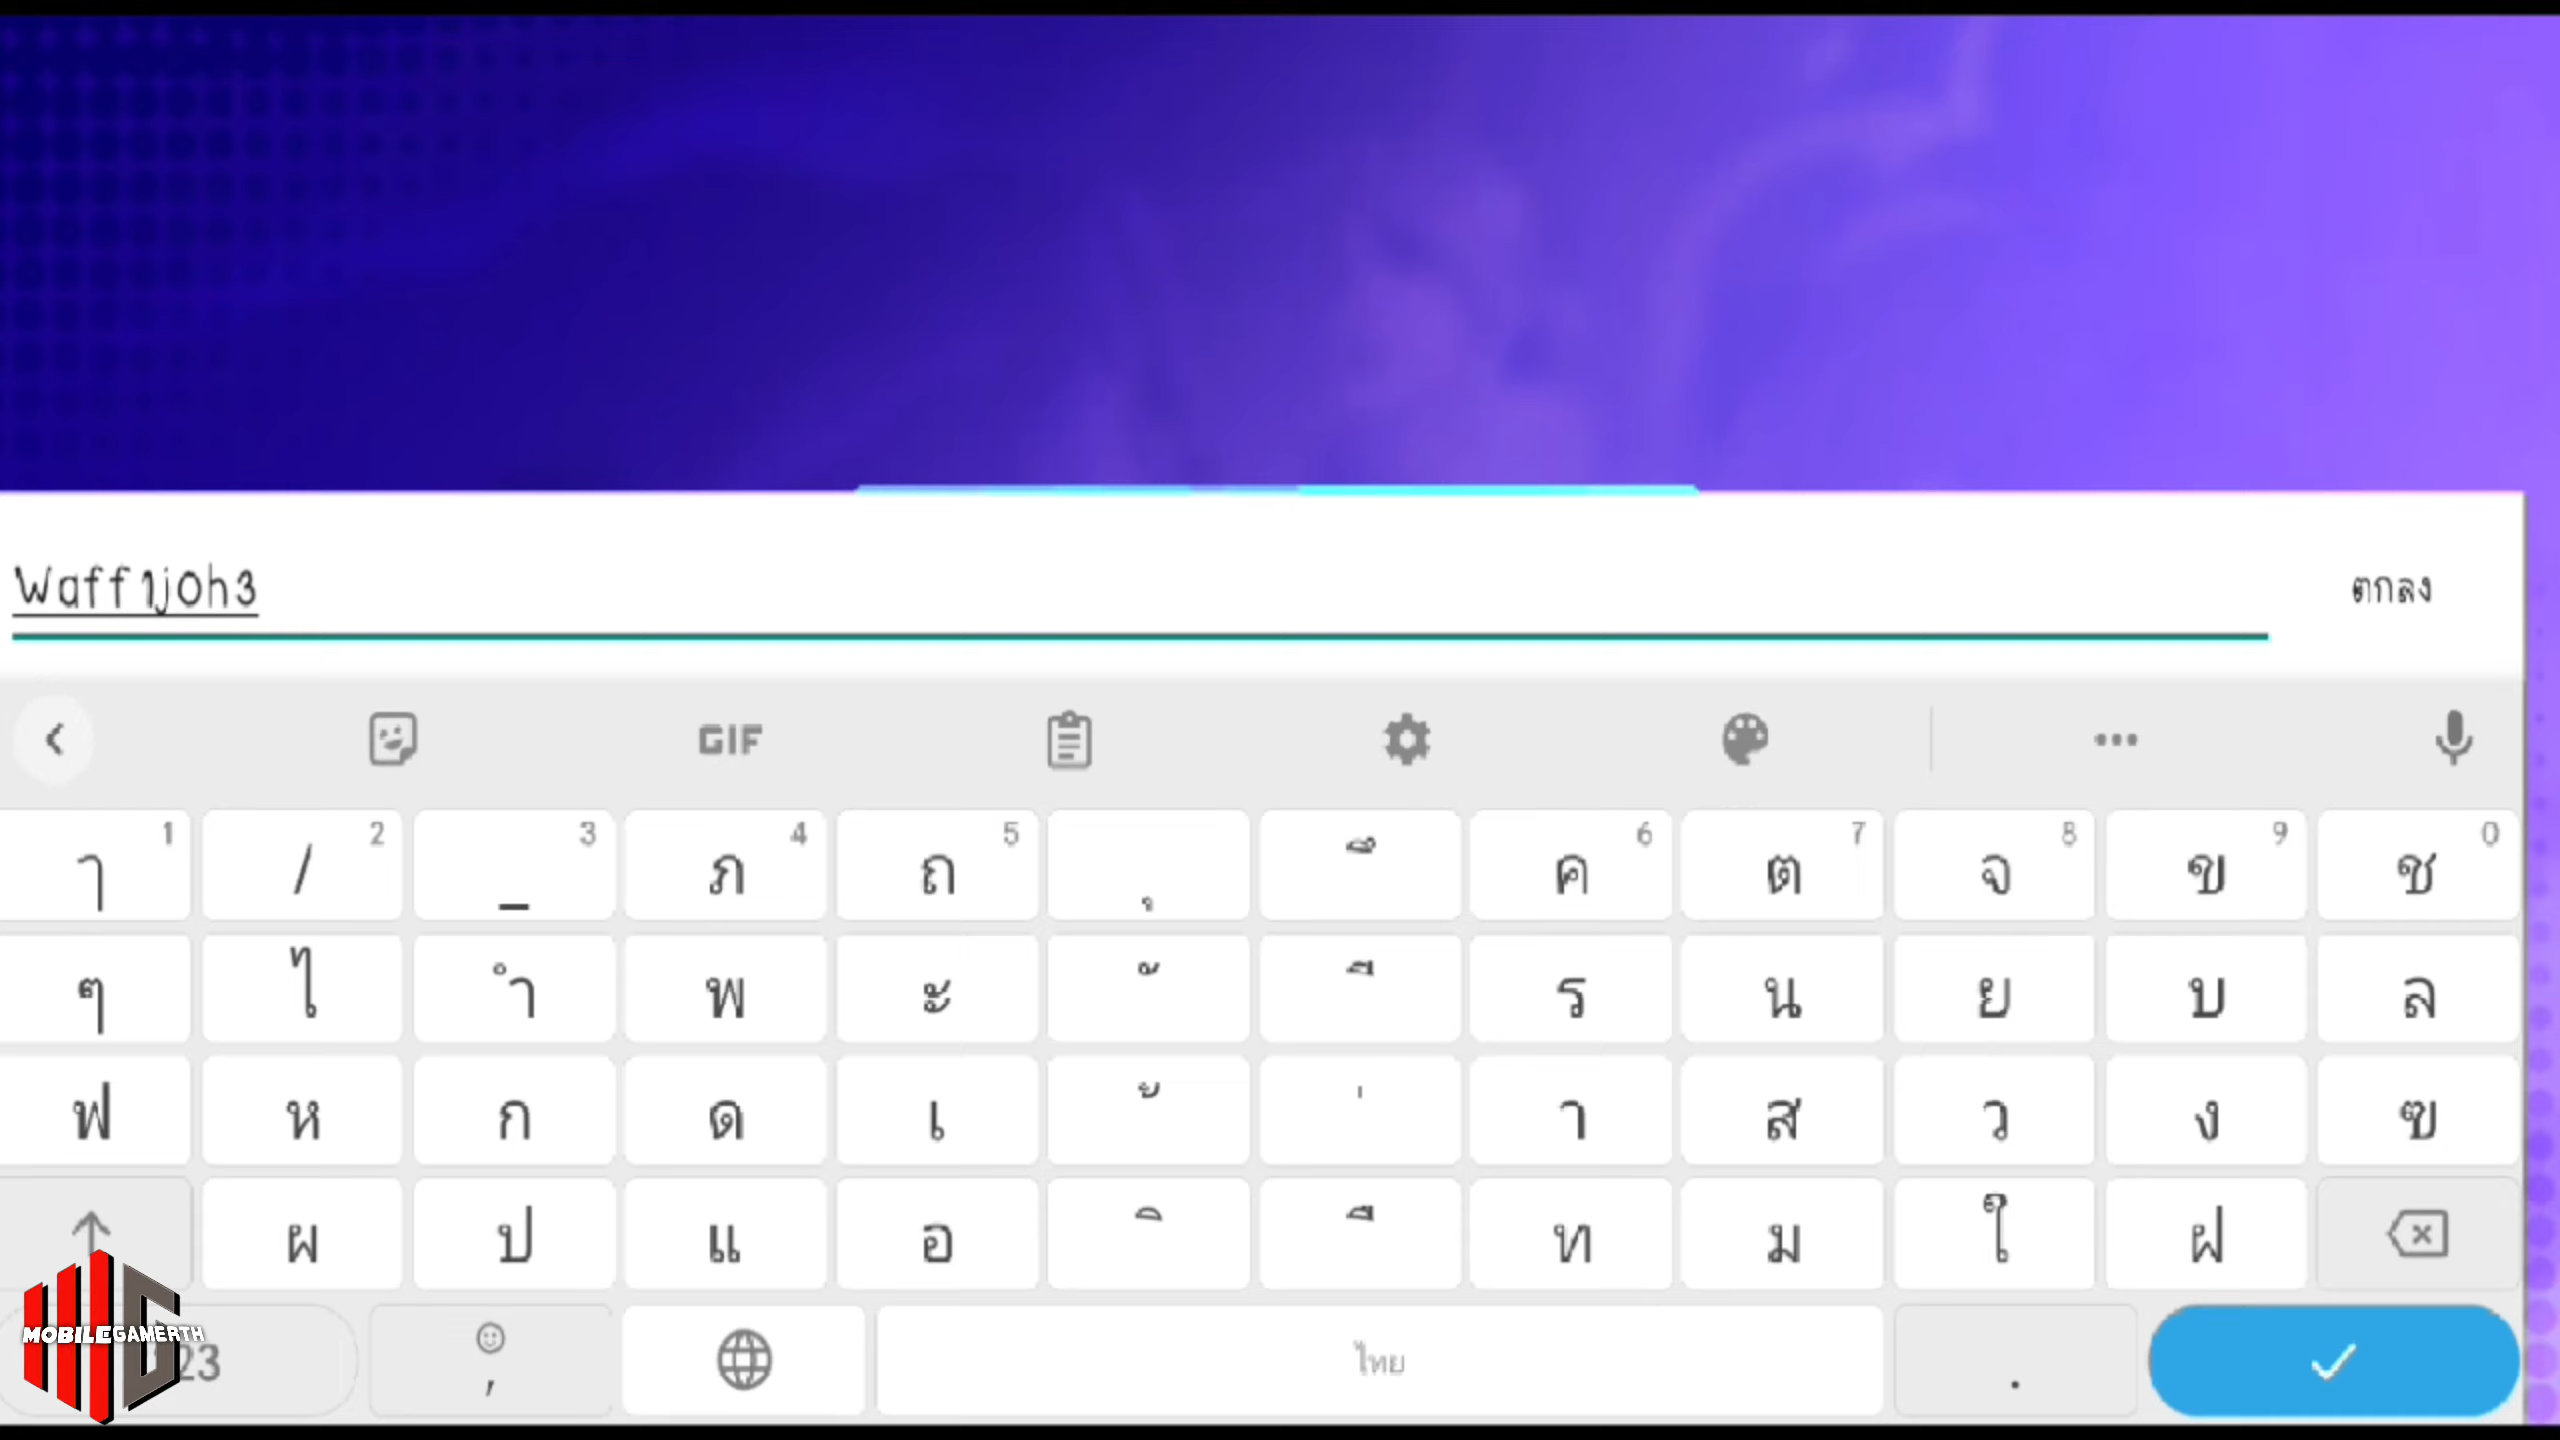 Waff1j0h3 ตกลง
GIF
ๅ 1 / 2 _ 3 ภ 4 ถ 5 ุ ึ ค 6 ต 7 จ 8 ข 9 ช 0
ๆ ไ ำ พ ะ ั ี ร น ย บ ล
ฟ ห ก ด เ ้ ่ า ส ว ง ฃ
ผ ป แ อ ิ ื ท ม ใ ฝ
23 , ไทย .
MOBILEGAMERTH